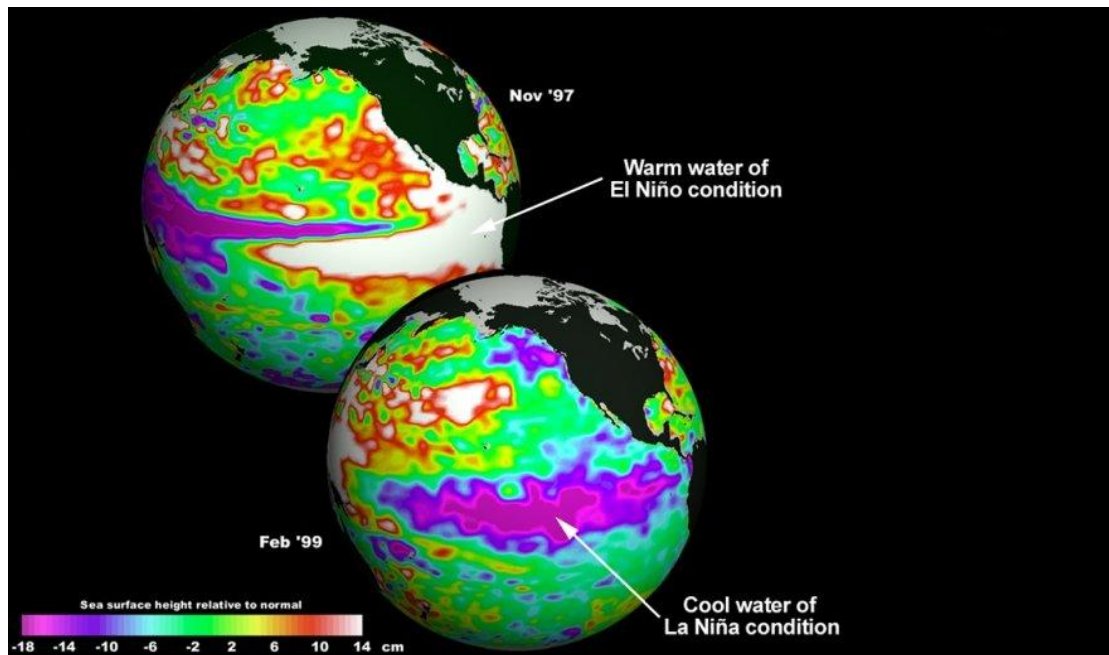 Nov '97
Warm water of
El Niño condition
Feb '99
Cool water of
La Niña condition
Sea surface height relative to normal
-18 -14 -10 -6 -2 2 6 10 14 cm